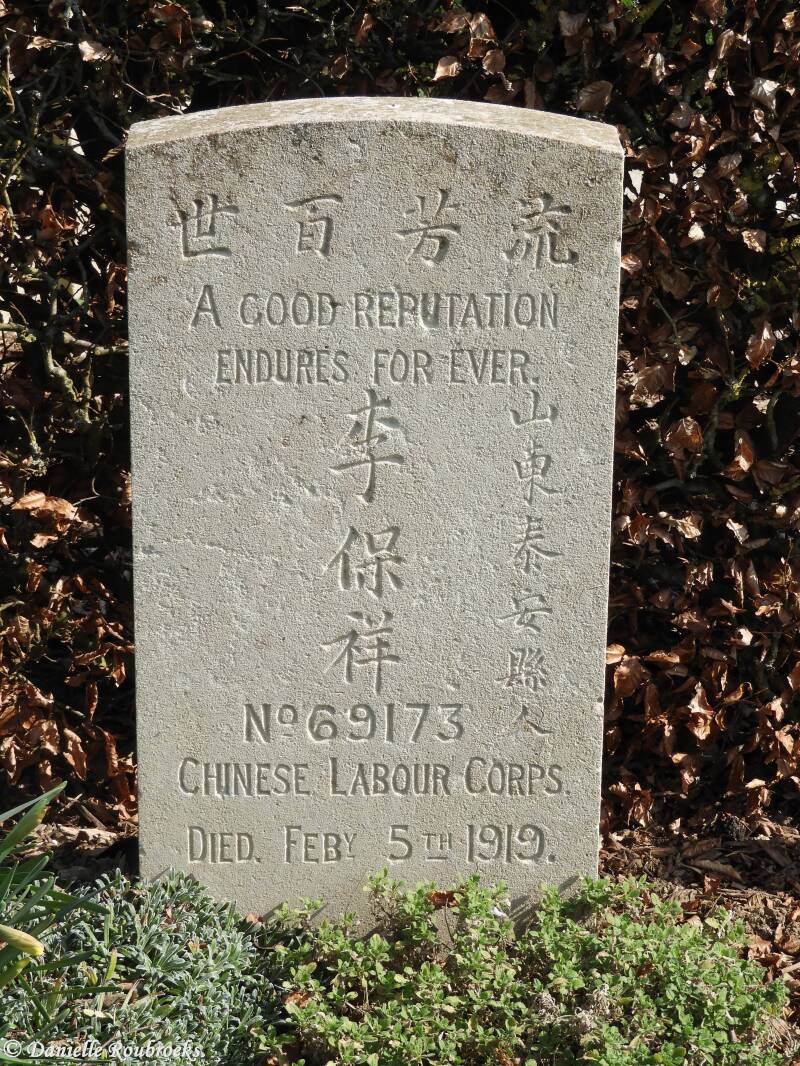 流芳百世
A GOOD REPUTATION
ENDURES FOR EVER.
山東泰安縣人
李保祥
Nº 69173
CHINESE LABOUR CORPS.
DIED. FEBY 5TH 1919.
© Danielle Roubroeks.